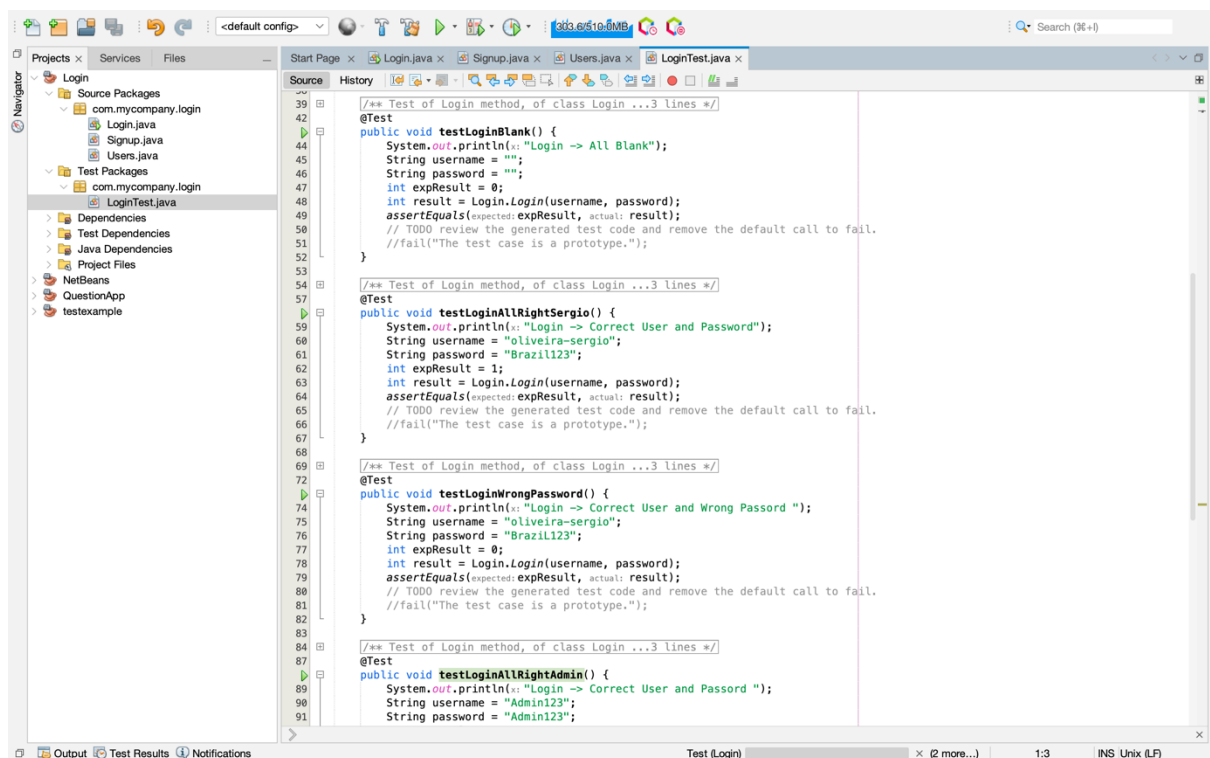 <default config>
303.6/510.0MB
Search (⌘+I)
Projects × Services Files
Start Page × Login.java × Signup.java × Users.java × LoginTest.java ×
Navigator
Source History
Login
Source Packages
com.mycompany.login
Login.java
Signup.java
Users.java
Test Packages
com.mycompany.login
LoginTest.java
Dependencies
Test Dependencies
Java Dependencies
Project Files
NetBeans
QuestionApp
testexample
39 /** Test of Login method, of class Login ...3 lines */
42 @Test
public void testLoginBlank() {
44 System.out.println(x: "Login -> All Blank");
45 String username = "";
46 String password = "";
47 int expResult = 0;
48 int result = Login.Login(username, password);
49 assertEquals(expected: expResult, actual: result);
50 // TODO review the generated test code and remove the default call to fail.
51 //fail("The test case is a prototype.");
52 }
53
54 /** Test of Login method, of class Login ...3 lines */
57 @Test
public void testLoginAllRightSergio() {
59 System.out.println(x: "Login -> Correct User and Password");
60 String username = "oliveira-sergio";
61 String password = "Brazil123";
62 int expResult = 1;
63 int result = Login.Login(username, password);
64 assertEquals(expected: expResult, actual: result);
65 // TODO review the generated test code and remove the default call to fail.
66 //fail("The test case is a prototype.");
67 }
68
69 /** Test of Login method, of class Login ...3 lines */
72 @Test
public void testLoginWrongPassword() {
74 System.out.println(x: "Login -> Correct User and Wrong Passord ");
75 String username = "oliveira-sergio";
76 String password = "BraziL123";
77 int expResult = 0;
78 int result = Login.Login(username, password);
79 assertEquals(expected: expResult, actual: result);
80 // TODO review the generated test code and remove the default call to fail.
81 //fail("The test case is a prototype.");
82 }
83
84 /** Test of Login method, of class Login ...3 lines */
87 @Test
public void testLoginAllRightAdmin() {
89 System.out.println(x: "Login -> Correct User and Passord ");
90 String username = "Admin123";
91 String password = "Admin123";
Output Test Results Notifications
Test (Login) × (2 more...) 1:3 INS Unix (LF)